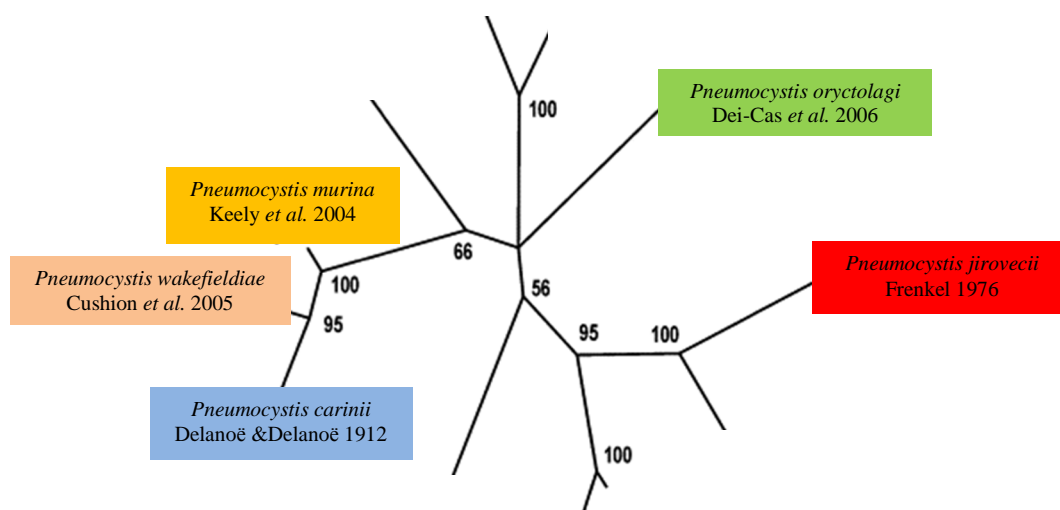 100
Pneumocystis oryctolagi
Dei-Cas et al. 2006
Pneumocystis murina
Keely et al. 2004
66
Pneumocystis wakefieldiae
Cushion et al. 2005
100
95
56
Pneumocystis jirovecii
Frenkel 1976
95
100
Pneumocystis carinii
Delanoë &Delanoë 1912
100